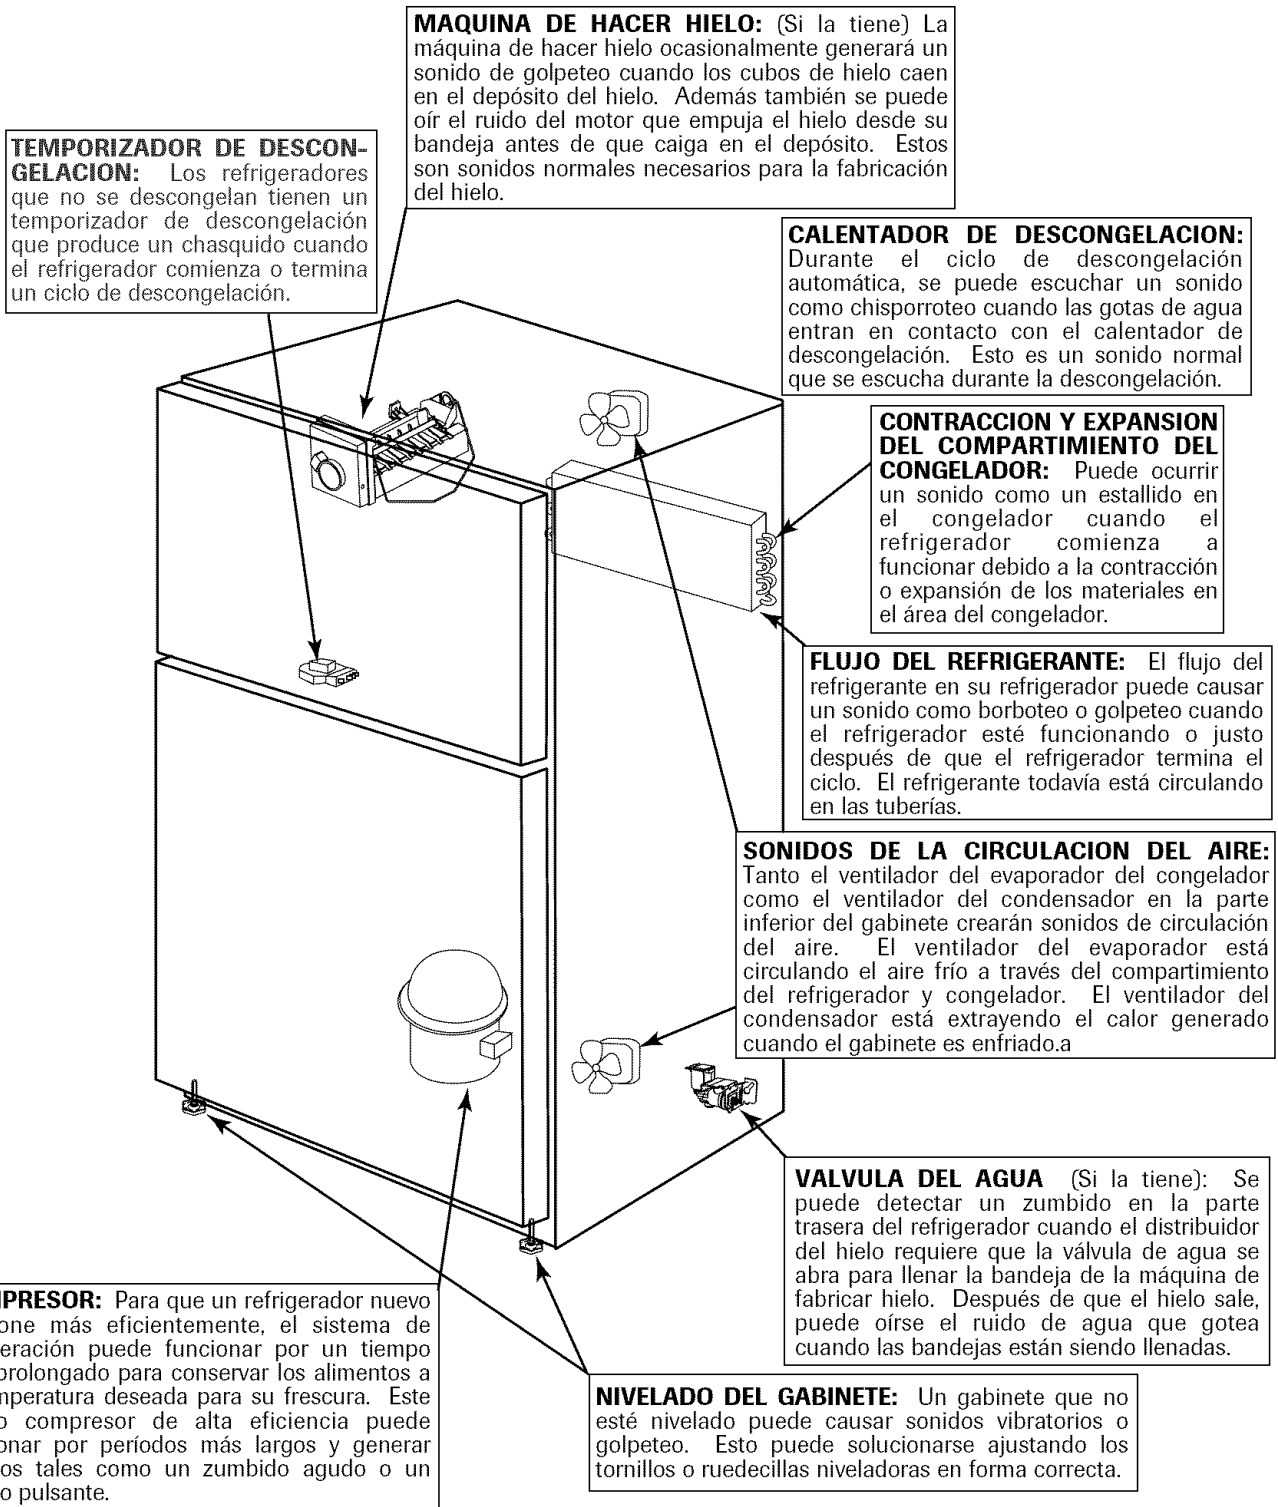 MAQUINA DE HACER HIELO: (Si la tiene) La
máquina de hacer hielo ocasionalmente generará un
sonido de golpeteo cuando los cubos de hielo caen
en el depósito del hielo. Además también se puede
oír el ruido del motor que empuja el hielo desde su
bandeja antes de que caiga en el depósito. Estos
son sonidos normales necesarios para la fabricación
del hielo.
TEMPORIZADOR DE DESCON-
GELACION: Los refrigeradores
que no se descongelan tienen un
temporizador de descongelación
que produce un chasquido cuando
el refrigerador comienza o termina
un ciclo de descongelación.
CALENTADOR DE DESCONGELACION:
Durante el ciclo de descongelación
automática, se puede escuchar un sonido
como chisporroteo cuando las gotas de agua
entran en contacto con el calentador de
descongelación. Esto es un sonido normal
que se escucha durante la descongelación.
CONTRACCION Y EXPANSION
DEL COMPARTIMIENTO DEL
CONGELADOR: Puede ocurrir
un sonido como un estallido en
el congelador cuando el
refrigerador comienza a
funcionar debido a la contracción
o expansión de los materiales en
el área del congelador.
FLUJO DEL REFRIGERANTE: El flujo del
refrigerante en su refrigerador puede causar
un sonido como borboteo o golpeteo cuando
el refrigerador esté funcionando o justo
después de que el refrigerador termina el
ciclo. El refrigerante todavía está circulando
en las tuberías.
SONIDOS DE LA CIRCULACION DEL AIRE:
Tanto el ventilador del evaporador del congelador
como el ventilador del condensador en la parte
inferior del gabinete crearán sonidos de circulación
del aire. El ventilador del evaporador está
circulando el aire frío a través del compartimiento
del refrigerador y congelador. El ventilador del
condensador está extrayendo el calor generado
cuando el gabinete es enfriado.a
VALVULA DEL AGUA (Si la tiene): Se
puede detectar un zumbido en la parte
trasera del refrigerador cuando el distribuidor
del hielo requiere que la válvula de agua se
abra para llenar la bandeja de la máquina de
fabricar hielo. Después de que el hielo sale,
puede oírse el ruido de agua que gotea
cuando las bandejas están siendo llenadas.
MPRESOR: Para que un refrigerador nuevo
one más eficientemente, el sistema de
eración puede funcionar por un tiempo
prolongado para conservar los alimentos a
mperatura deseada para su frescura. Este
o compresor de alta eficiencia puede
onar por períodos más largos y generar
os tales como un zumbido agudo o un
o pulsante.
NIVELADO DEL GABINETE: Un gabinete que no
esté nivelado puede causar sonidos vibratorios o
golpeteo. Esto puede solucionarse ajustando los
tornillos o ruedecillas niveladoras en forma correcta.